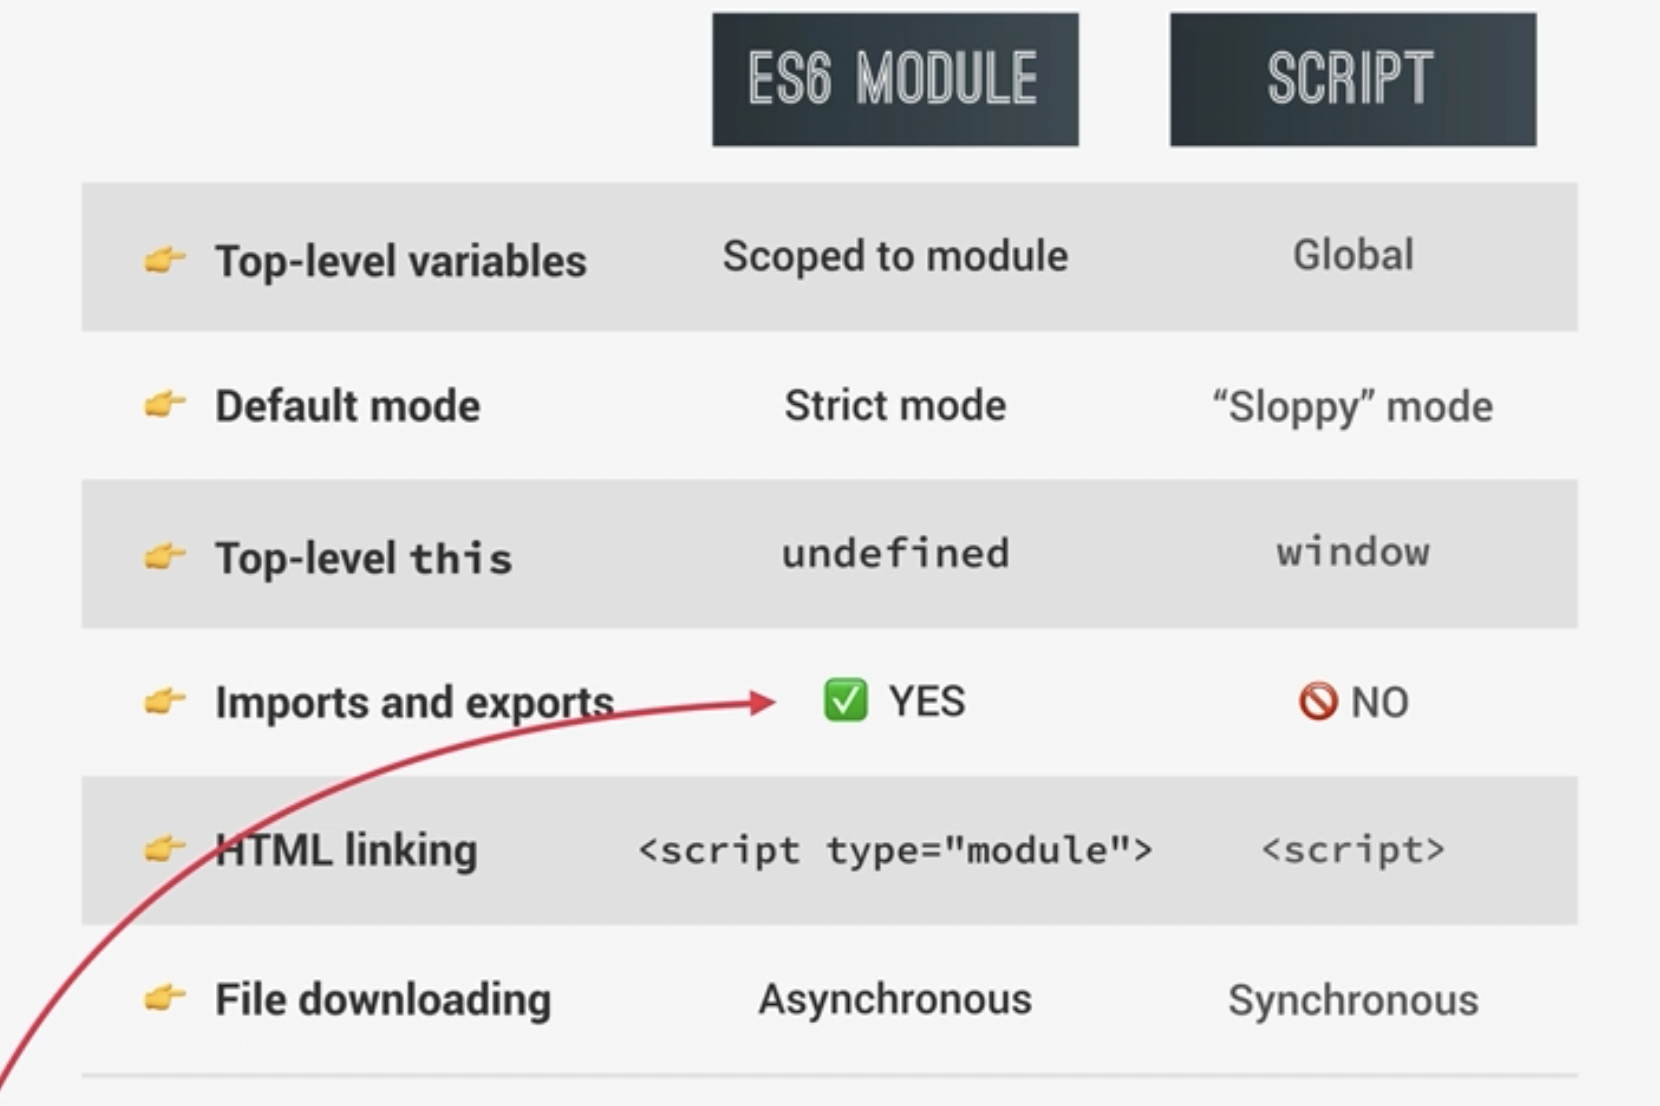 ES6 MODULE SCRIPT
Top-level variables Scoped to module Global
Default mode Strict mode “Sloppy” mode
Top-level this undefined window
Imports and exports YES NO
HTML linking <script type="module"> <script>
File downloading Asynchronous Synchronous